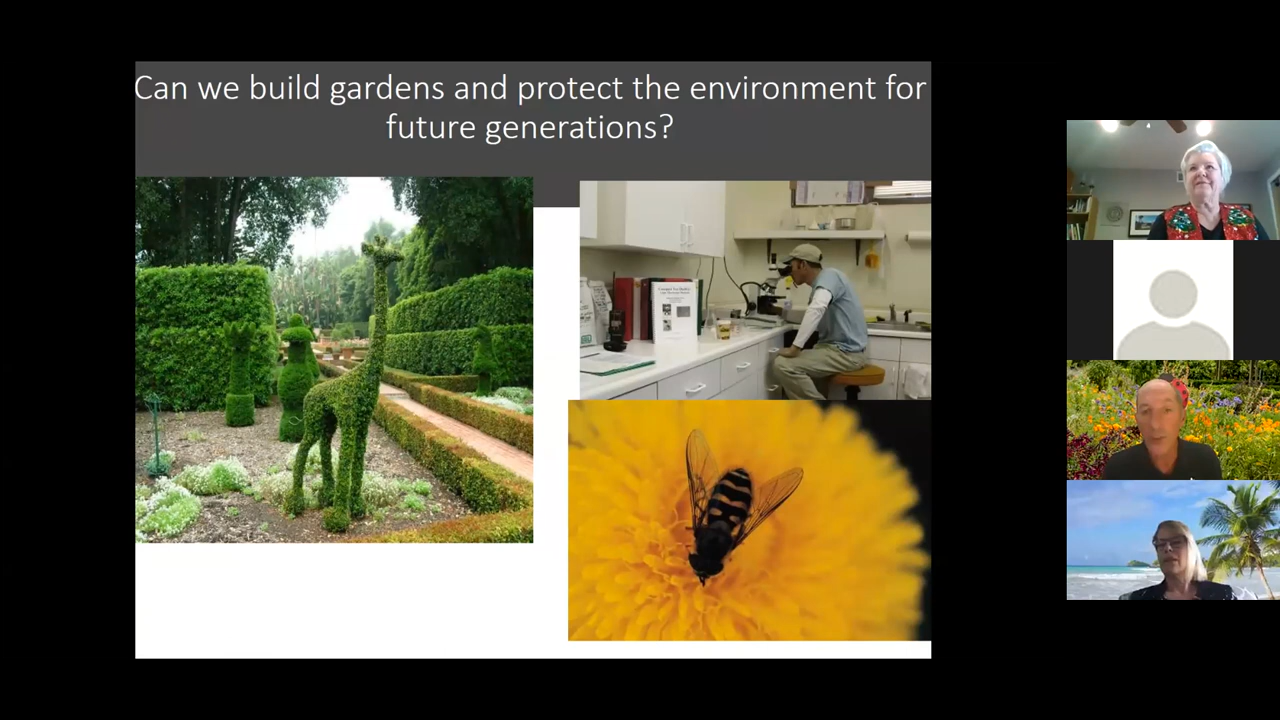 Can we build gardens and protect the environment for
future generations?